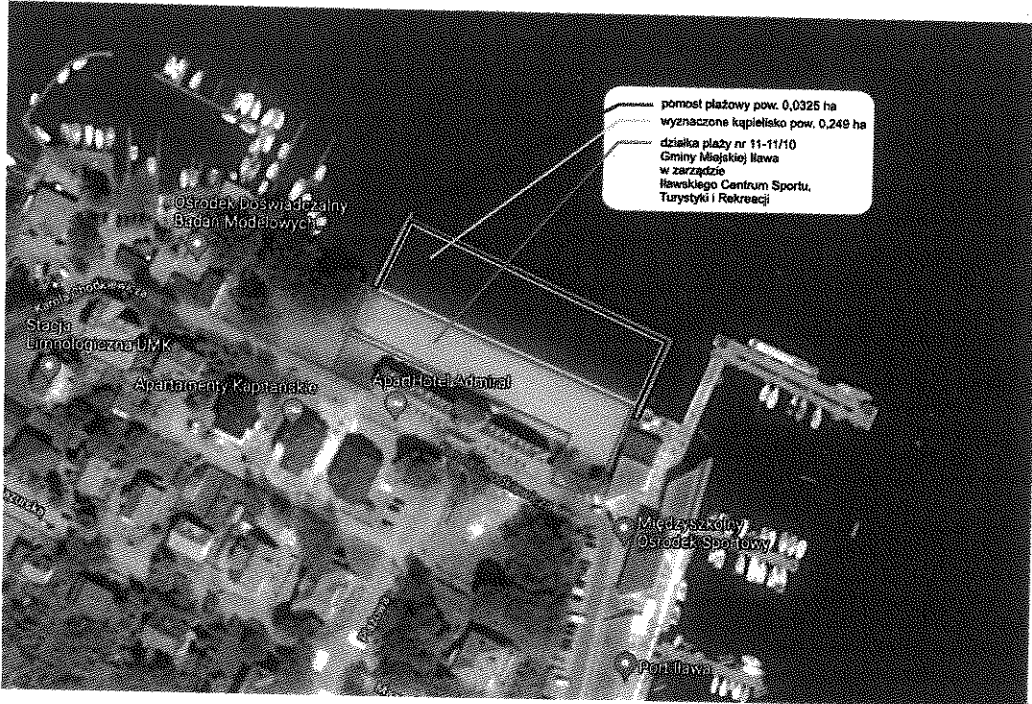 pomost plażowy pow. 0,0325 ha
wyznaczone kąpielisko pow. 0,249 ha
działka plaży nr 11-11/10
Gminy Miejskiej Iława
w zarządzie
Iławskiego Centrum Sportu,
Turystyki i Rekreacji
Ośrodek Doświadczalny
Badań Modelowych
Stacja
Limnologiczna UMK
Apartamenty Kapitańskie
Apart Hotel Admirał
Międzyszkolny
Ośrodek Sportowy
Port Iława